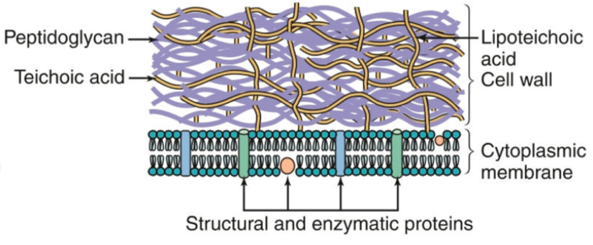 Peptidoglycan
Teichoic acid
Lipoteichoic
acid
Cell wall
Cytoplasmic
membrane
Structural and enzymatic proteins